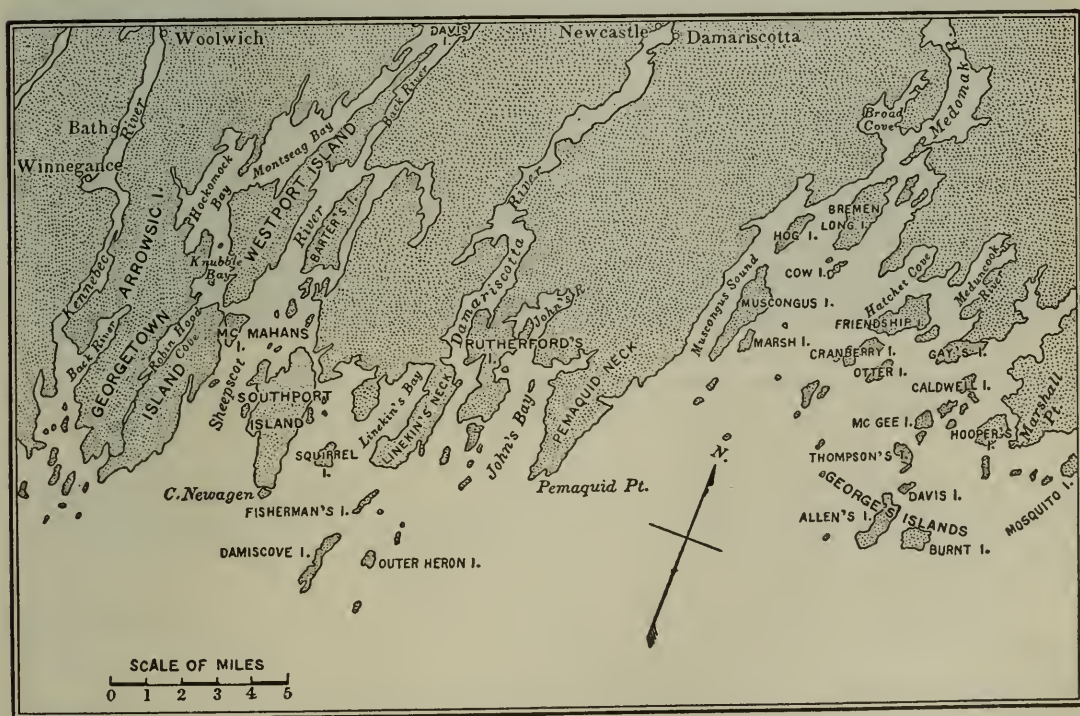 Woolwich
DAVIS
I.
Newcastle
Damariscotta
Back River
Medomak R.
Bath
River
Broad
Cove
Montseag Bay
Winnegance
Hockomock
Bay
WESTPORT ISLAND
River
BARTER'S I.
River
BREMEN
LONG I.
HOG I.
ARROWSIC I.
Knubble
Bay
Kennebec
COW I.
Hatchet Cove
Meduncook
Muscongus Sound
MUSCONGUS I.
Damariscotta
John's R.
Back River
GEORGETOWN
ISLAND
Robin Hood
Cove
MC MAHANS
I.
Sheepscot
FRIENDSHIP I.
RUTHERFORD'S
I.
MARSH I.
CRANBERRY I.
GAY'S I.
OTTER I.
SOUTHPORT
ISLAND
Linekin's Bay
LINEKIN'S NECK
John's Bay
PEMAQUID NECK
CALDWELL I.
Marshall
Pt.
MC GEE I.
HOOPER'S
I.
SQUIRREL
I.
N.
THOMPSON'S I.
C. Newagen
Pemaquid Pt.
GEORGE'S ISLANDS
DAVIS I.
MOSQUITO I.
FISHERMAN'S I.
ALLEN'S I.
DAMISCOVE I.
OUTER HERON I.
BURNT I.
SCALE OF MILES
0 1 2 3 4 5